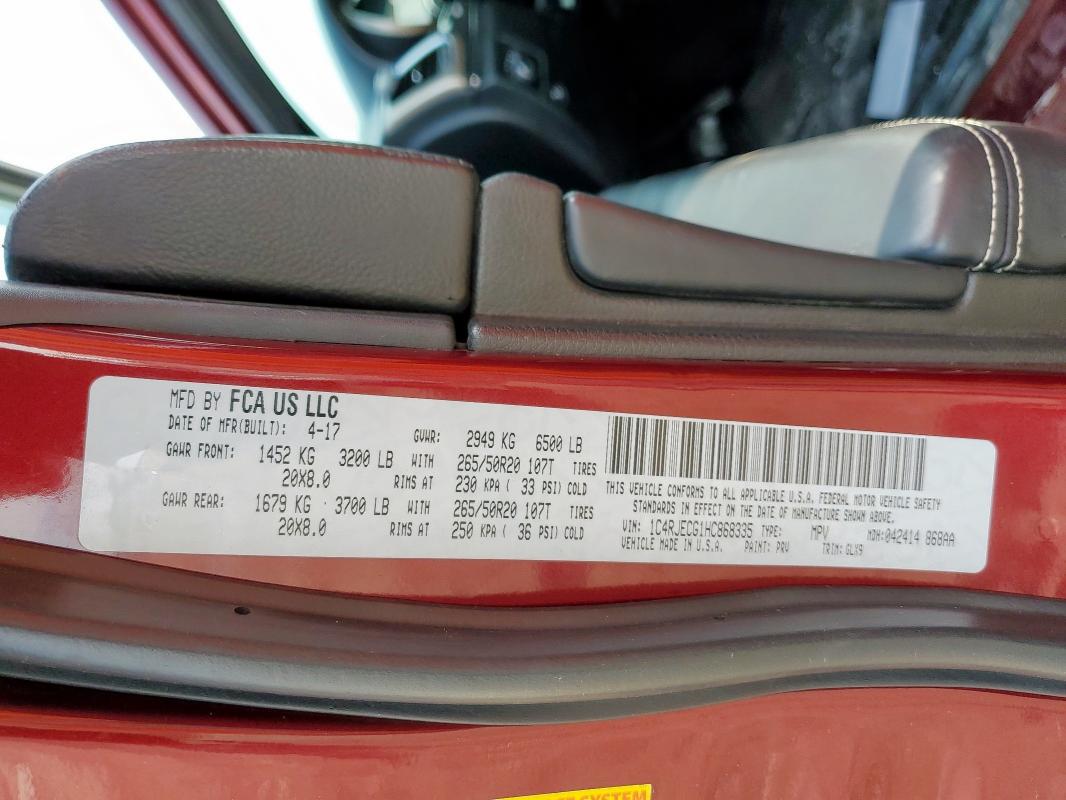 MFD BY FCA US LLC
DATE OF MFR(BUILT): 4-17 GVWR: 2949 KG 6500 LB
GAWR FRONT: 1452 KG 3200 LB WITH 265/50R20 107T TIRES
20X8.0 RIMS AT 230 KPA ( 33 PSI) COLD
GAWR REAR: 1679 KG 3700 LB WITH 265/50R20 107T TIRES
20X8.0 RIMS AT 250 KPA ( 36 PSI) COLD
THIS VEHICLE CONFORMS TO ALL APPLICABLE U.S.A. FEDERAL MOTOR VEHICLE SAFETY
STANDARDS IN EFFECT ON THE DATE OF MANUFACTURE SHOWN ABOVE.
VIN: 1C4RJECG1HC868335 TYPE: MPV MDH:042414 868AA
VEHICLE MADE IN U.S.A. PAINT: PRV TRIM: GLX9
SYSTEM